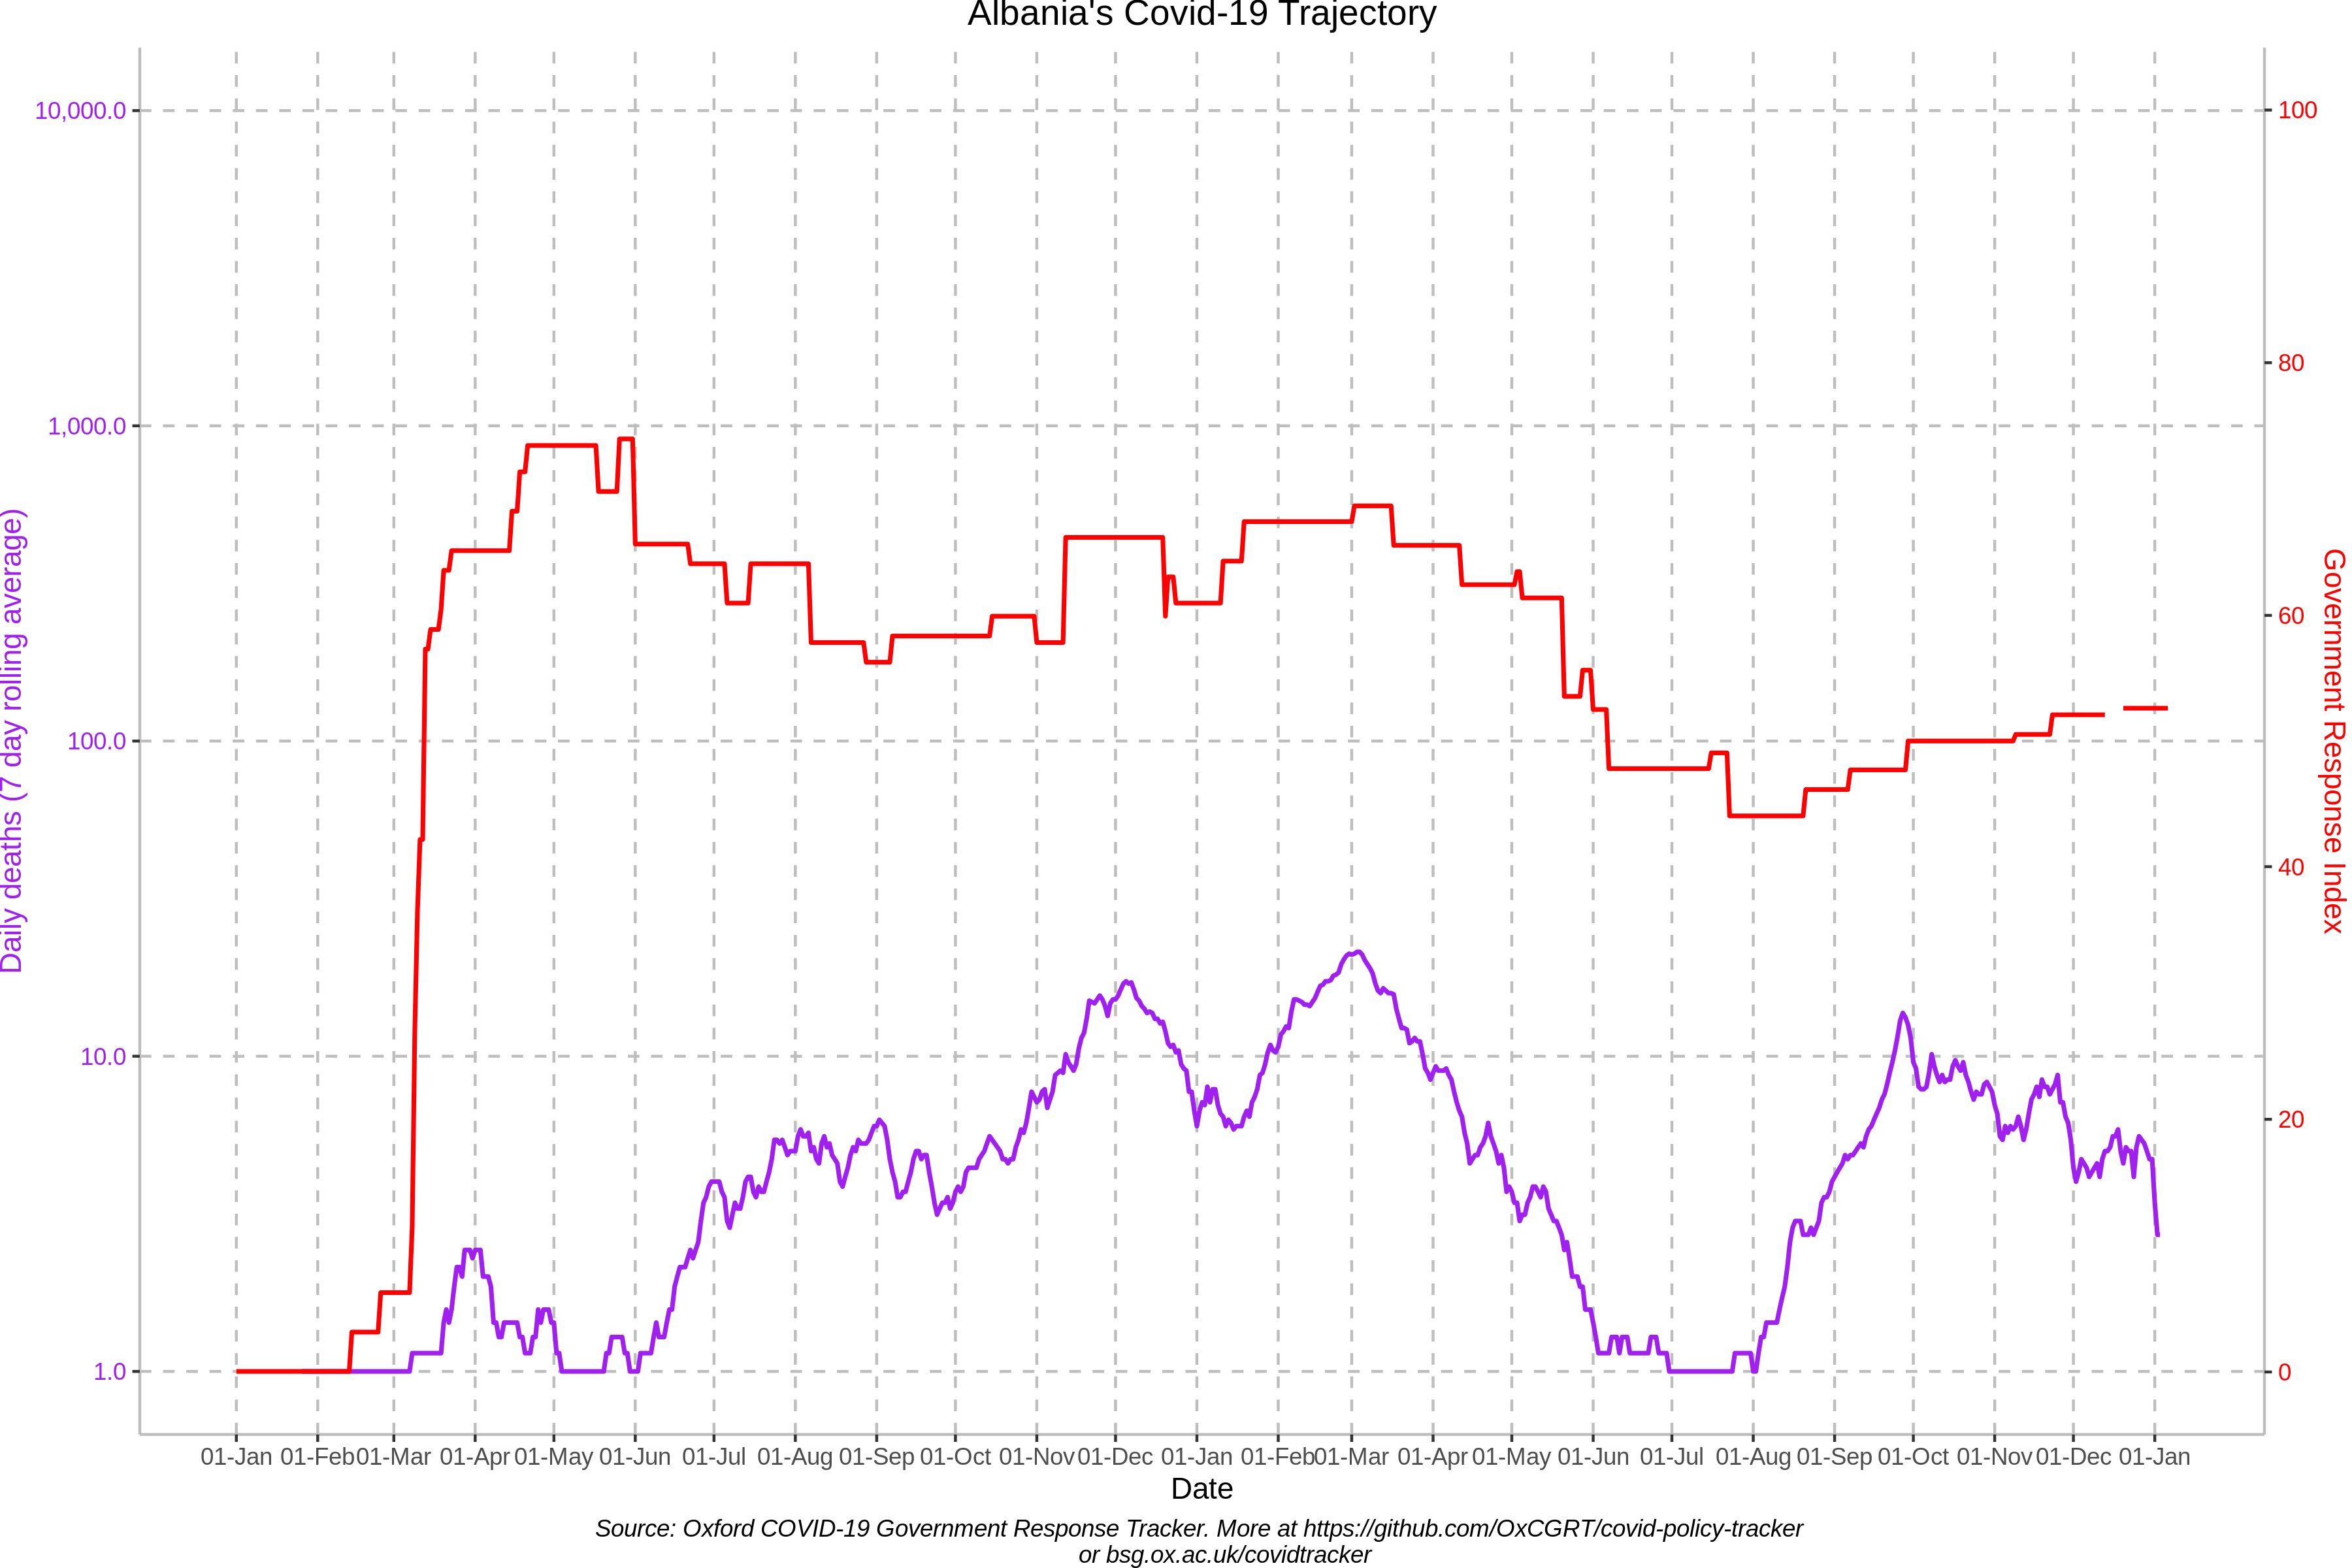 Albania's Covid-19 Trajectory
10,000.0
1,000.0
100.0
10.0
1.0
Daily deaths (7 day rolling average)
100
80
60
40
20
0
Government Response Index
01-Jan 01-Feb 01-Mar 01-Apr 01-May 01-Jun 01-Jul 01-Aug 01-Sep 01-Oct 01-Nov 01-Dec 01-Jan 01-Feb 01-Mar 01-Apr 01-May 01-Jun 01-Jul 01-Aug 01-Sep 01-Oct 01-Nov 01-Dec 01-Jan
Date
Source: Oxford COVID-19 Government Response Tracker. More at https://github.com/OxCGRT/covid-policy-tracker
or bsg.ox.ac.uk/covidtracker